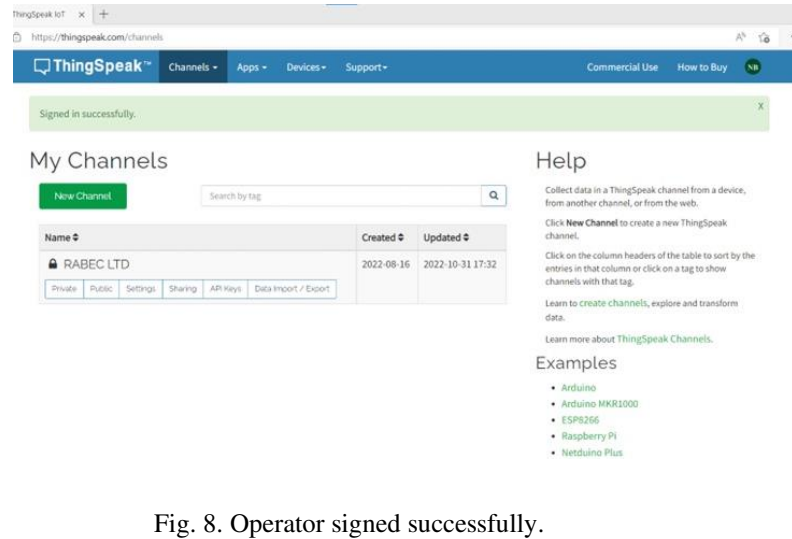 ThingSpeak IoT
https://thingspeak.com/channels
ThingSpeak™ Channels Apps Devices Support Commercial Use How to Buy NB
Signed in successfully. X
My Channels
New Channel Search by tag
Name Created Updated
RABEC LTD 2022-08-16 2022-10-31 17:32
Private Public Settings Sharing API Keys Data Import / Export
Help
Collect data in a ThingSpeak channel from a device,
from another channel, or from the web.
Click New Channel to create a new ThingSpeak
channel.
Click on the column headers of the table to sort by the
entries in that column or click on a tag to show
channels with that tag.
Learn to create channels, explore and transform
data.
Learn more about ThingSpeak Channels.
Examples
• Arduino
• Arduino MKR1000
• ESP8266
• Raspberry Pi
• Netduino Plus
Fig. 8. Operator signed successfully.